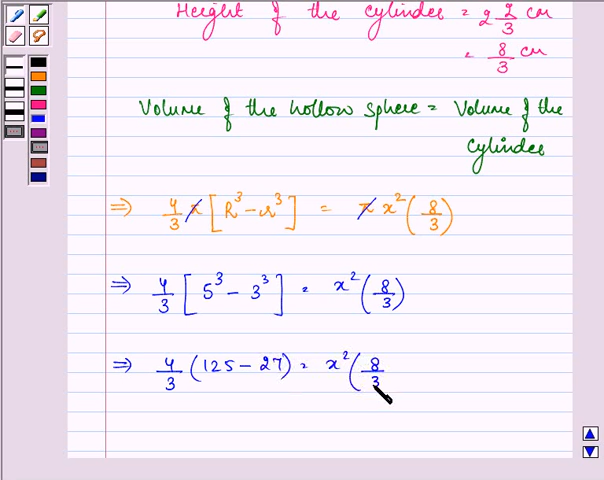 Height of the cylinder = 2 2/3 cm
= 8/3 cm
Volume of the hollow sphere = Volume of the
cylinder
⇒ 4/3 π [R³ - r³] = π x² (8/3)
⇒ 4/3 [5³ - 3³] = x² (8/3)
⇒ 4/3 (125 - 27) = x² (8/3